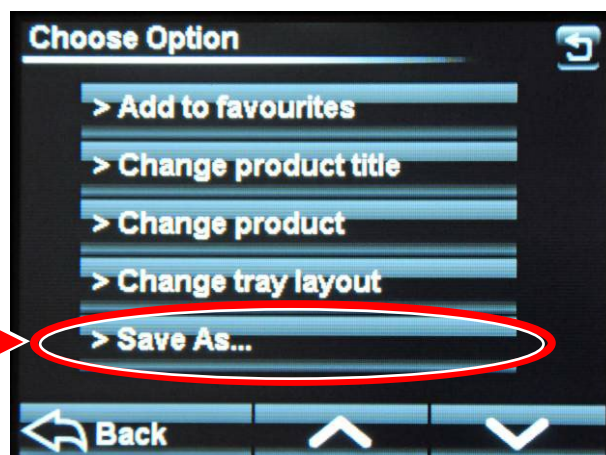 Choose Option
> Add to favourites
> Change product title
> Change product
> Change tray layout
> Save As...
Back